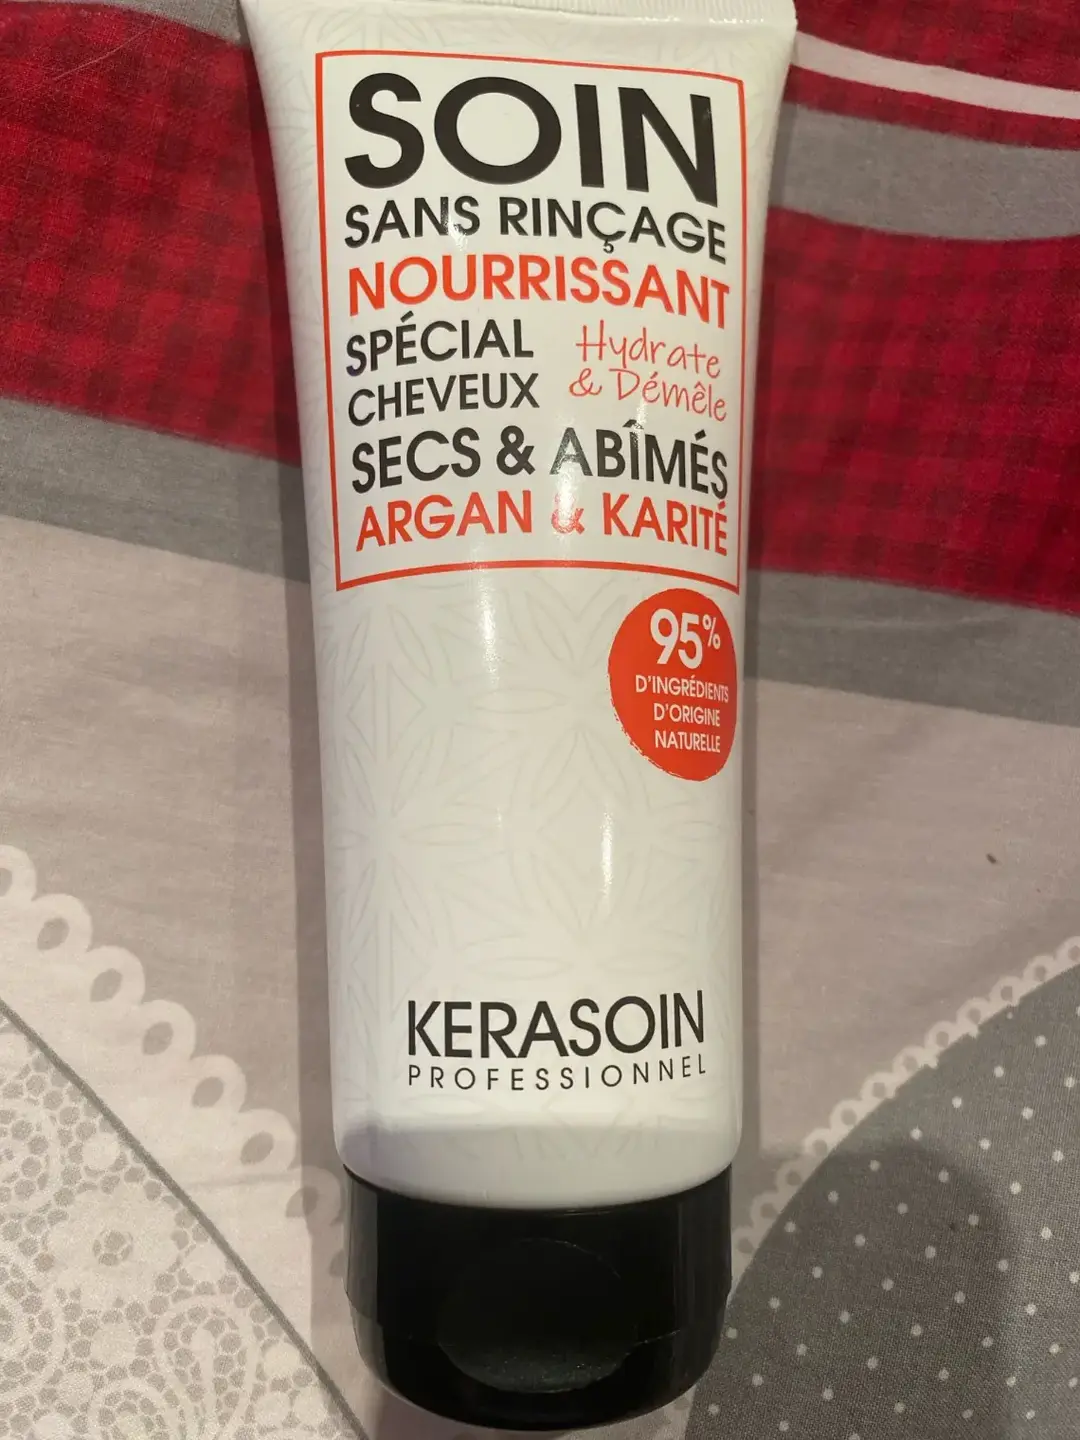 SOIN
SANS RINÇAGE
NOURRISSANT
SPÉCIAL
CHEVEUX
Hydrate
& Démêle
SECS & ABÎMÉS
ARGAN & KARITÉ
95%
D'INGRÉDIENTS
D'ORIGINE
NATURELLE
KERASOIN
PROFESSIONNEL